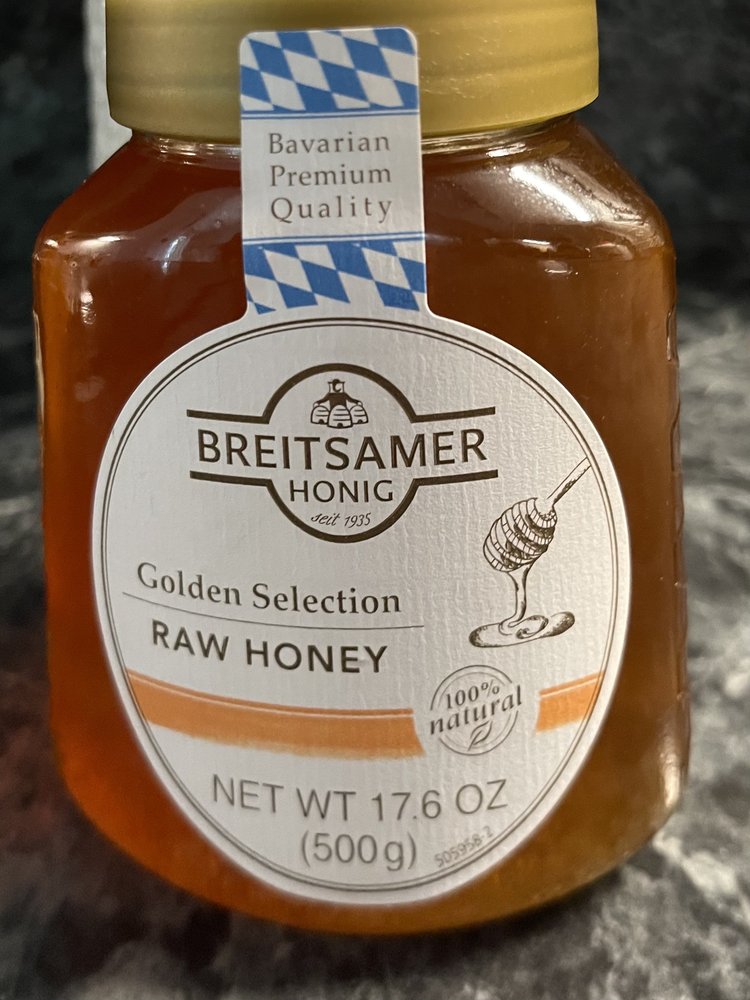 Bavarian
Premium
Quality
BREITSAMER
HONIG
seit 1935
Golden Selection
RAW HONEY
100%
natural
NET WT 17.6 OZ
(500g)
505958-2